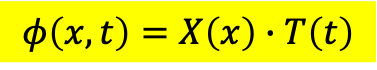 ϕ(x, t) = X(x) · T(t)